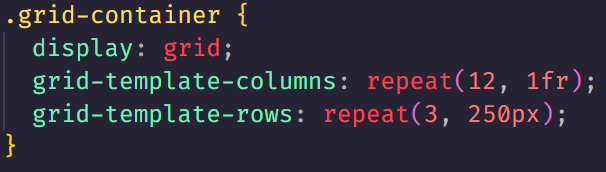 .grid-container {
  display: grid;
  grid-template-columns: repeat(12, 1fr);
  grid-template-rows: repeat(3, 250px);
}